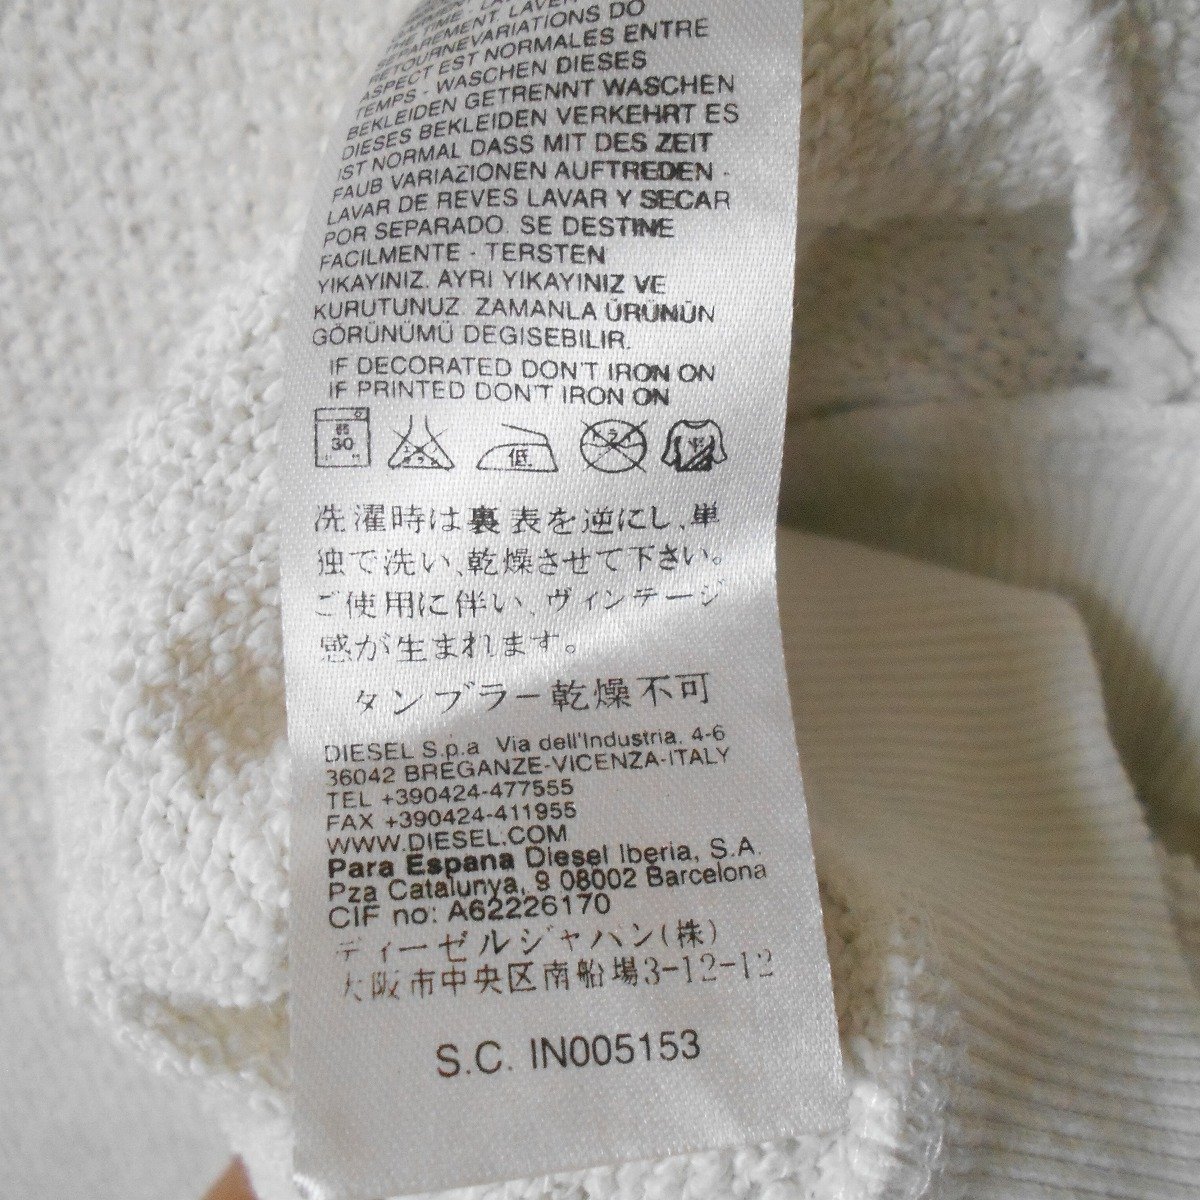 THE TIME - LA
SEPAREMENT, LAVER
RETOURNEVARIATIONS DO
ASPECT EST NORMALES ENTRE
TEMPS - WASCHEN DIESES
BEKLEIDEN GETRENNT WASCHEN
DIESES BEKLEIDEN VERKEHRT ES
IST NORMAL DASS MIT DES ZEIT
FAUB VARIAZIONEN AUFTREDEN -
LAVAR DE REVES LAVAR Y SECAR
POR SEPARADO. SE DESTINE
FACILMENTE - TERSTEN
YIKAYINIZ. AYRI YIKAYINIZ VE
KURUTUNUZ. ZAMANLA ÜRÜNÜN
GÖRÜNÜMÜ DEGISEBILIR.
IF DECORATED DON'T IRON ON
IF PRINTED DON'T IRON ON
30 低
洗濯時は裏表を逆にし、単
独で洗い、乾燥させて下さい。
ご使用に伴い、ヴィンテージ
感が生まれます。
タンブラー乾燥不可
DIESEL S.p.a Via dell'Industria, 4-6
36042 BREGANZE-VICENZA-ITALY
TEL +390424-477555
FAX +390424-411955
WWW.DIESEL.COM
Para Espana Diesel Iberia, S.A.
Pza Catalunya, 9 08002 Barcelona
CIF no: A62226170
ディーゼルジャパン(株)
大阪市中央区南船場3-12-12
S.C. IN005153